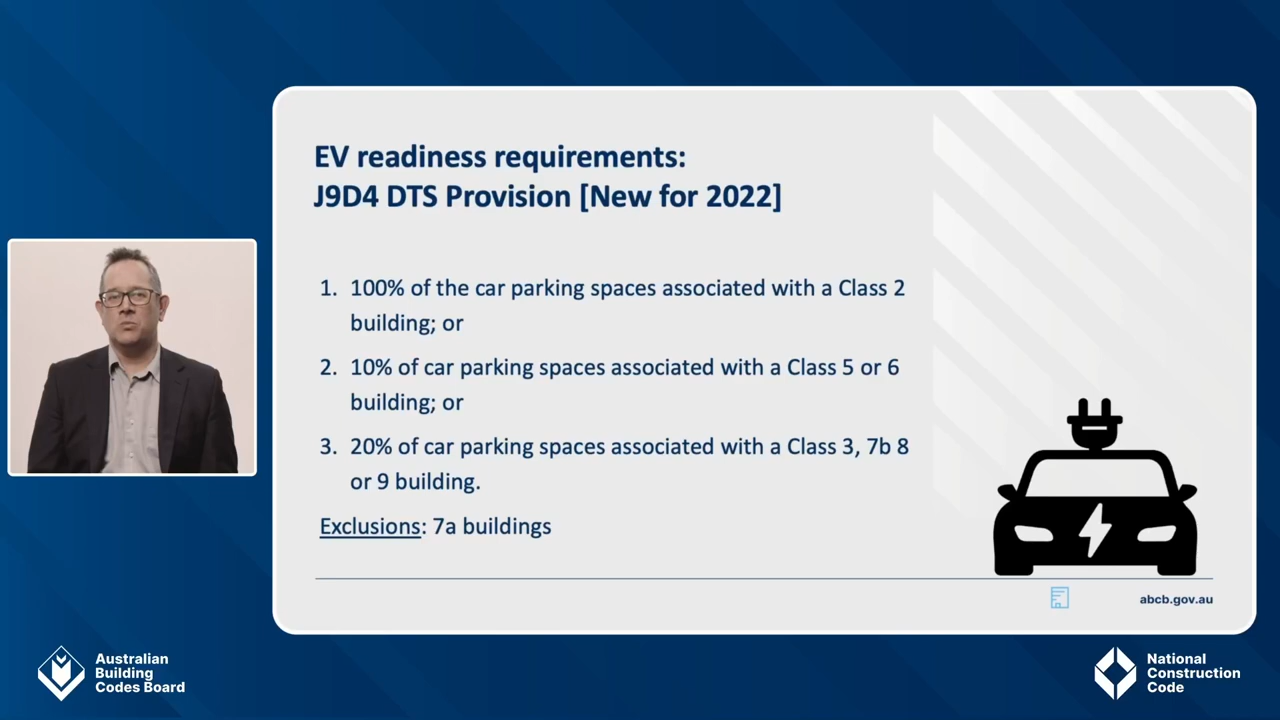 EV readiness requirements:
J9D4 DTS Provision [New for 2022]
1. 100% of the car parking spaces associated with a Class 2
building; or
2. 10% of car parking spaces associated with a Class 5 or 6
building; or
3. 20% of car parking spaces associated with a Class 3, 7b 8
or 9 building.
Exclusions: 7a buildings
abcb.gov.au
Australian
Building
Codes Board
National
Construction
Code